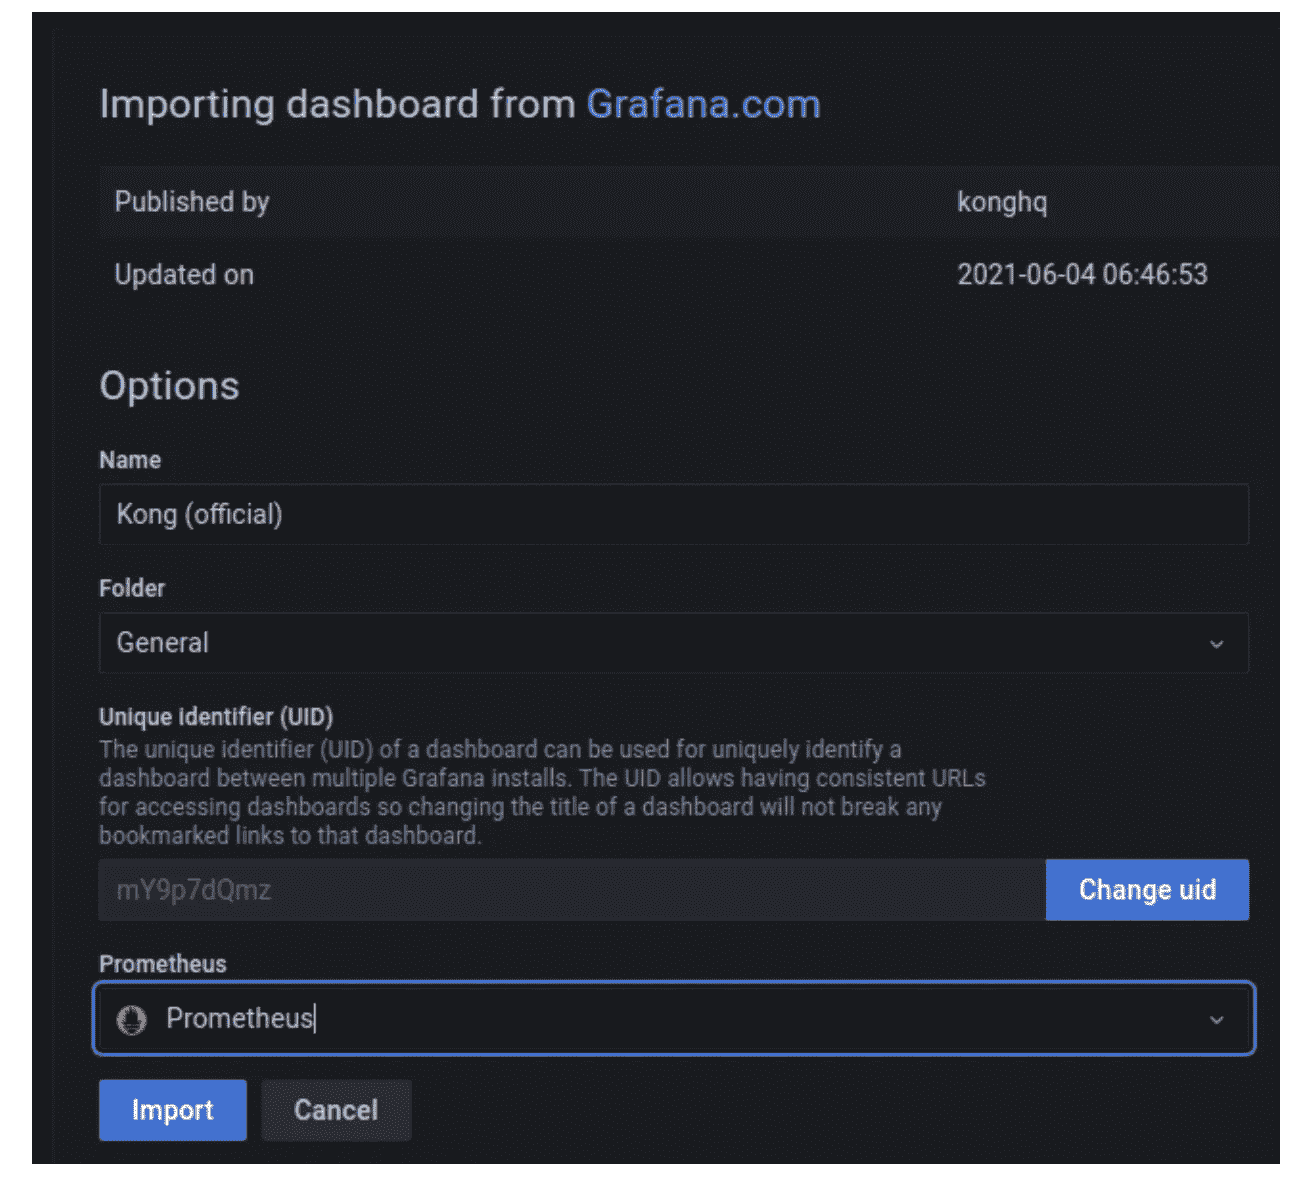 Importing dashboard from Grafana.com
Published by konghq
Updated on 2021-06-04 06:46:53
Options
Name
Kong (official)
Folder
General
Unique identifier (UID)
The unique identifier (UID) of a dashboard can be used for uniquely identify a
dashboard between multiple Grafana installs. The UID allows having consistent URLs
for accessing dashboards so changing the title of a dashboard will not break any
bookmarked links to that dashboard.
mY9p7dQmz Change uid
Prometheus
Prometheus
Import Cancel